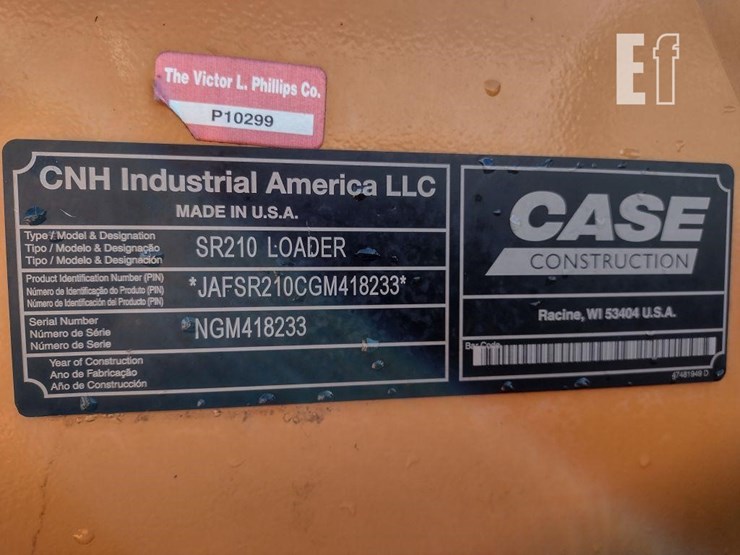 Ef
The Victor L. Phillips Co.
P10299
CNH Industrial America LLC
MADE IN U.S.A.
Type / Model & Designation
Tipo / Modelo & Designação
Tipo / Modelo & Designación
SR210 LOADER
Product Identification Number (PIN)
Número de Identificação do Produto (PIN)
Número de Identificación del Producto (PIN)
*JAFSR210CGM418233*
Serial Number
Número de Série
Número de Serie
NGM418233
Year of Construction
Ano de Fabricação
Año de Construcción
CASE
CONSTRUCTION
Racine, WI 53404 U.S.A.
Bar Code
47481949 D